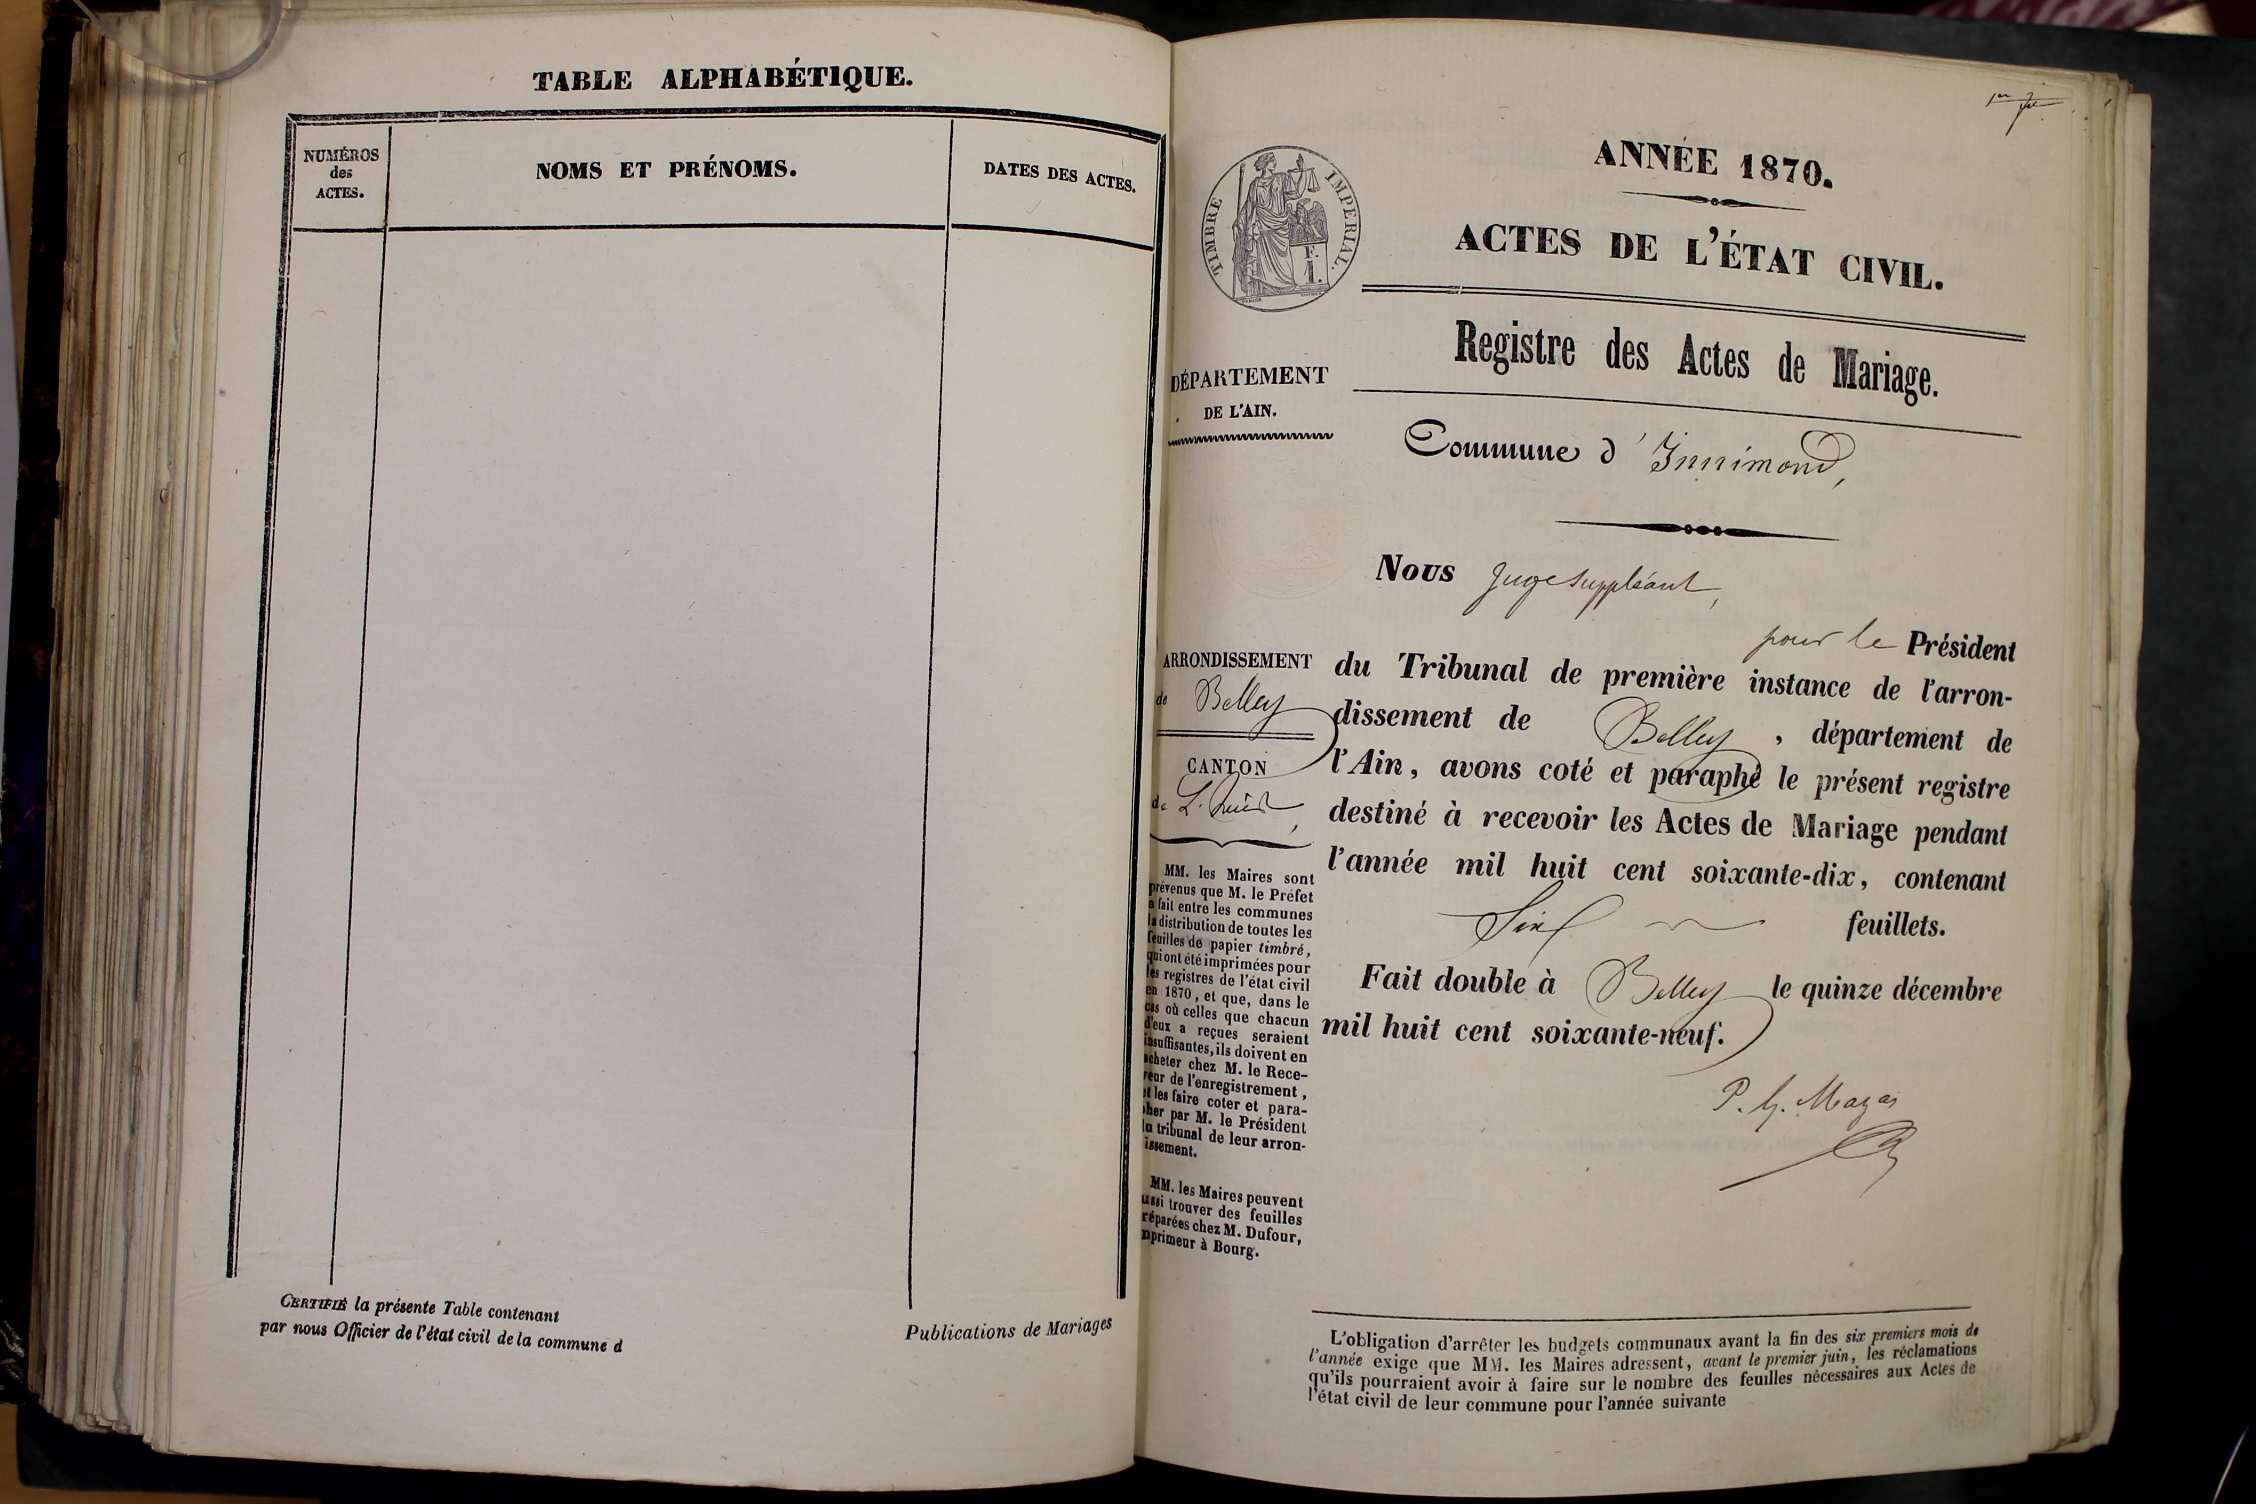 TABLE ALPHABÉTIQUE.
NUMÉROS
des
ACTES.
NOMS ET PRÉNOMS.
DATES DES ACTES.
CERTIFIÉ la présente Table contenant
par nous Officier de l'état civil de la commune d
Publications de Mariages
ANNÉE 1870.
ACTES DE L'ÉTAT CIVIL.
TIMBRE IMPERIAL.
F.
1.
Registre des Actes de Mariage.
DÉPARTEMENT
DE L'AIN.
Commune d'Innimond,
Nous Juge suppléant,
pour le Président
du Tribunal de première instance de l'arron-
dissement de Belley, département de
l'Ain, avons coté et paraphé le présent registre
destiné à recevoir les Actes de Mariage pendant
l'année mil huit cent soixante-dix, contenant
Six feuillets.
Fait double à Belley le quinze décembre
mil huit cent soixante-neuf.
P. G. Mazas
ARRONDISSEMENT
de Belley
CANTON
de L'huis,
MM. les Maires sont
prévenus que M. le Préfet
a fait entre les communes
la distribution de toutes les
feuilles de papier timbré,
qui ont été imprimées pour
les registres de l'état civil
en 1870, et que, dans le
cas où celles que chacun
d'eux a reçues seraient
insuffisantes, ils doivent en
acheter chez M. le Rece-
veur de l'enregistrement,
et les faire coter et para-
pher par M. le Président
du tribunal de leur arron-
issement.
MM. les Maires peuvent
ussi trouver des feuilles
réparées chez M. Dufour,
mprimeur à Bourg.
L'obligation d'arrêter les budgets communaux avant la fin des six premiers mois de
l'année exige que MM. les Maires adressent, avant le premier juin, les réclamations
qu'ils pourraient avoir à faire sur le nombre des feuilles nécessaires aux Actes de
l'état civil de leur commune pour l'année suivante